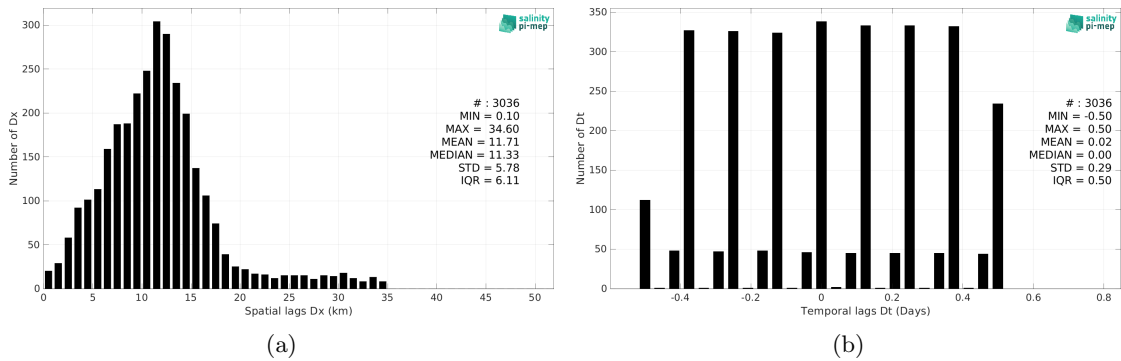 salinity
pi-mep
Number of Dx
300
250
200
150
100
50
0
# : 3036
MIN = 0.10
MAX = 34.60
MEAN = 11.71
MEDIAN = 11.33
STD = 5.78
IQR = 6.11
0 5 10 15 20 25 30 35 40 45 50
Spatial lags Dx (km)
(a)
salinity
pi-mep
Number of Dt
350
300
250
200
150
100
50
0
# : 3036
MIN = -0.50
MAX = 0.50
MEAN = 0.02
MEDIAN = 0.00
STD = 0.29
IQR = 0.50
-0.4 -0.2 0 0.2 0.4 0.6 0.8
Temporal lags Dt (Days)
(b)